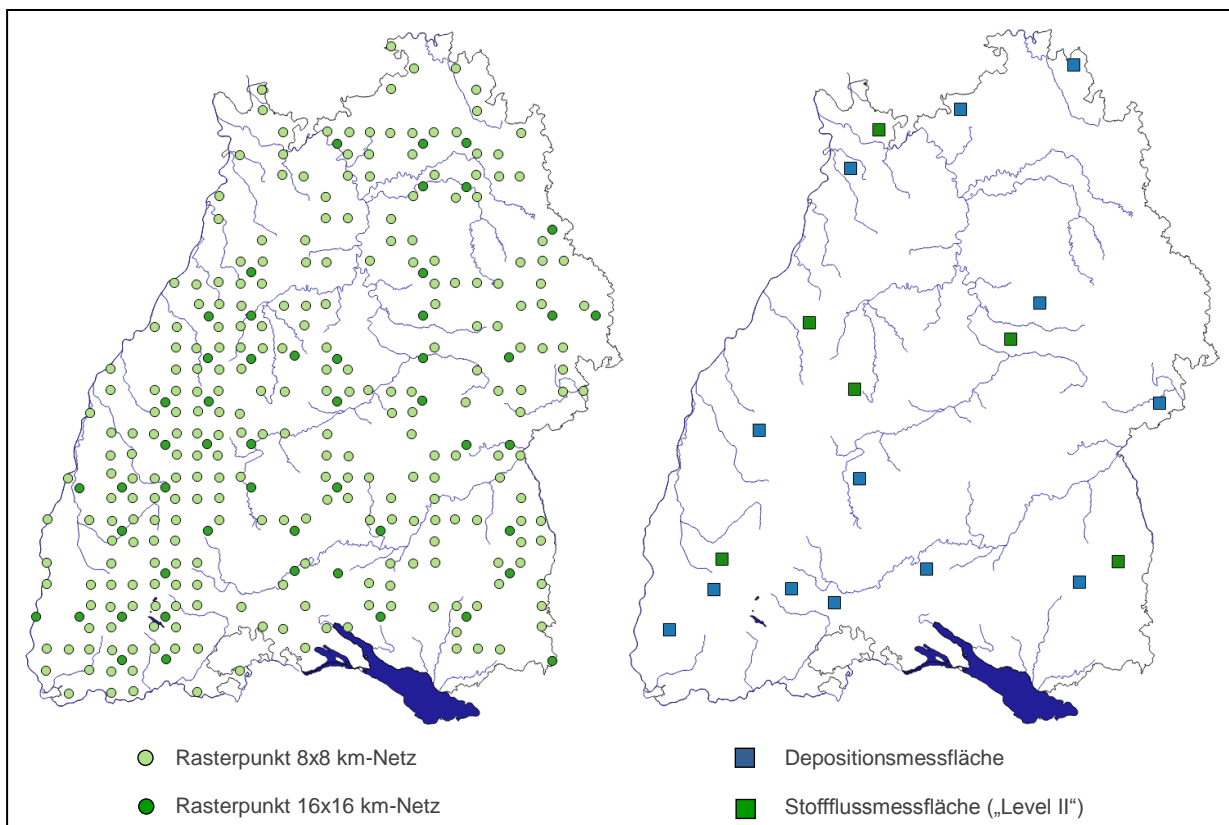 Rasterpunkt 8x8 km-Netz
Rasterpunkt 16x16 km-Netz
Depositionsmessfläche
Stoffflussmessfläche („Level II“)